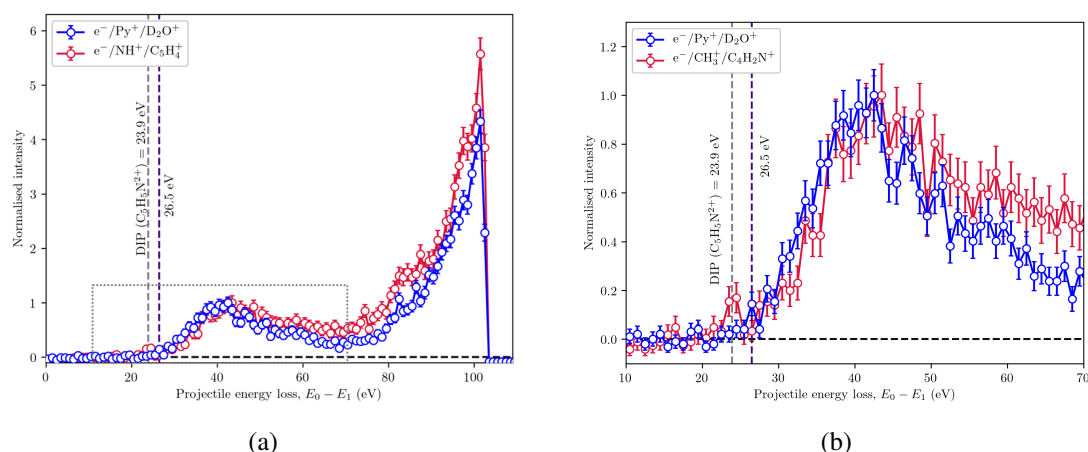 6
5
4
3
2
1
0
Normalised intensity
e⁻/Py⁺/D₂O⁺
e⁻/NH⁺/C₅H₄⁺
DIP (C₅H₅N²⁺) = 23.9 eV
26.5 eV
0 20 40 60 80 100
Projectile energy loss, E₀ − E₁ (eV)
(a)
1.2
1.0
0.8
0.6
0.4
0.2
0.0
Normalised intensity
e⁻/Py⁺/D₂O⁺
e⁻/CH₃⁺/C₄H₂N⁺
DIP (C₅H₅N²⁺) = 23.9 eV
26.5 eV
10 20 30 40 50 60 70
Projectile energy loss, E₀ − E₁ (eV)
(b)